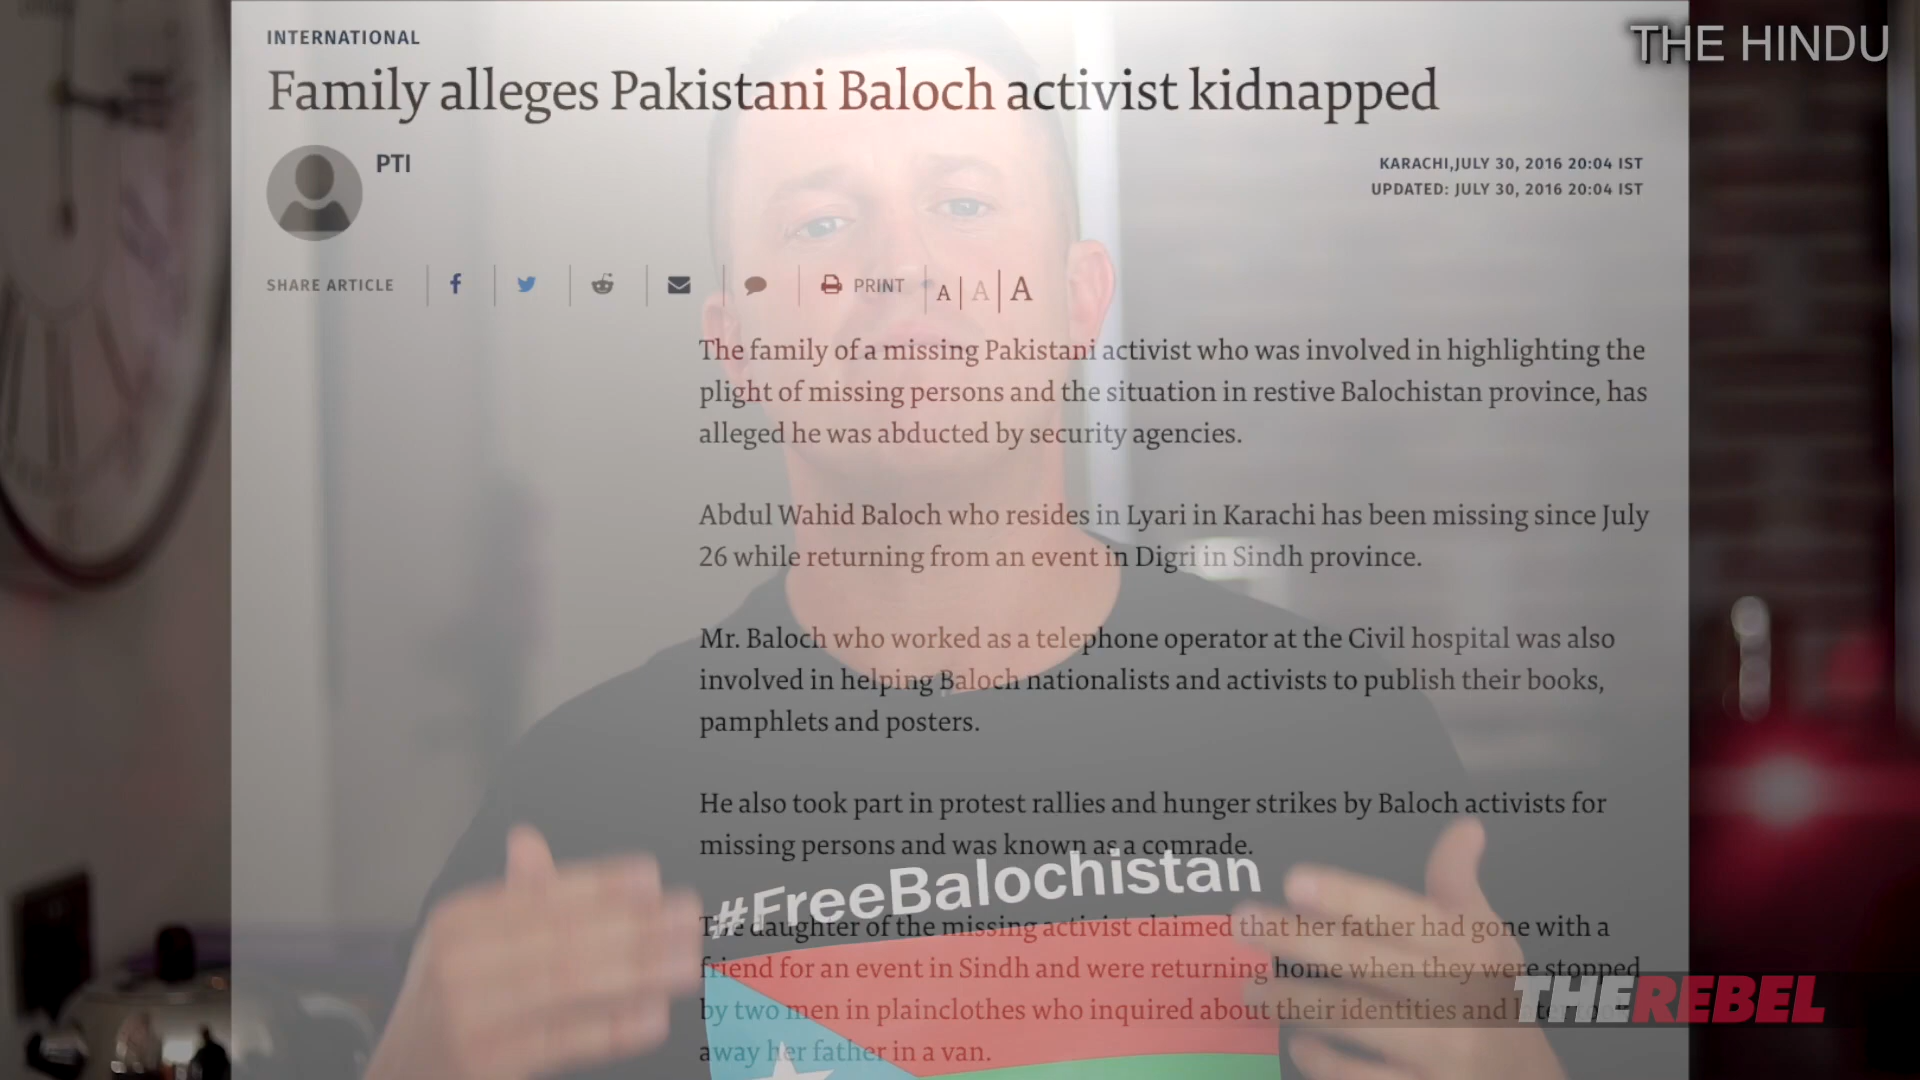 THE HINDU
INTERNATIONAL
Family alleges Pakistani Baloch activist kidnapped
PTI
KARACHI,JULY 30, 2016 20:04 IST
UPDATED: JULY 30, 2016 20:04 IST
SHARE ARTICLE
PRINT
A | A | A
The family of a missing Pakistani activist who was involved in highlighting the
plight of missing persons and the situation in restive Balochistan province, has
alleged he was abducted by security agencies.
Abdul Wahid Baloch who resides in Lyari in Karachi has been missing since July
26 while returning from an event in Digri in Sindh province.
Mr. Baloch who worked as a telephone operator at the Civil hospital was also
involved in helping Baloch nationalists and activists to publish their books,
pamphlets and posters.
He also took part in protest rallies and hunger strikes by Baloch activists for
missing persons and was known as a comrade.
#FreeBalochistan
The daughter of the missing activist claimed that her father had gone with a
friend for an event in Sindh and were returning home when they were stopped
by two men in plainclothes who inquired about their identities and
away her father in a van.
THEREBEL